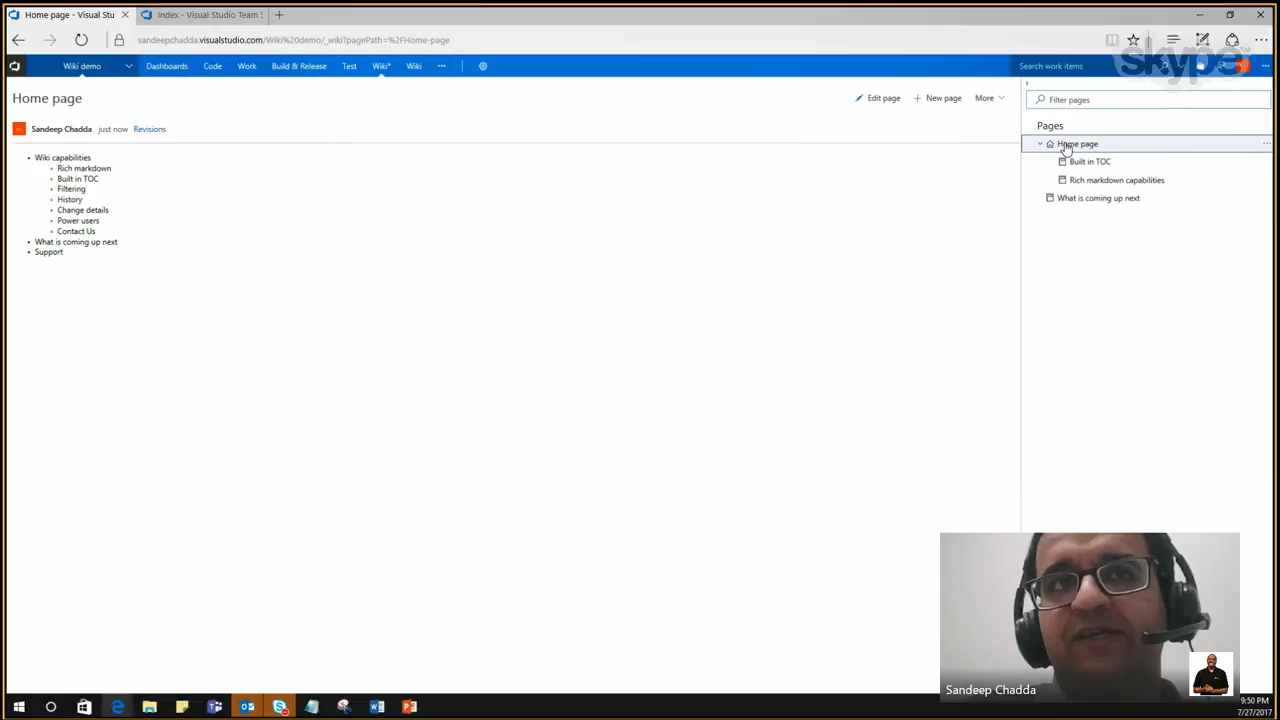 Home page - Visual Stu
Index - Visual Studio Team S
sandeepchadda.visualstudio.com/Wiki%20demo/_wiki?pagePath=%2FHome-page
Wiki demo
Dashboards
Code
Work
Build & Release
Test
Wiki*
Wiki
Search work items
skype™
Home page
Edit page
New page
More
Filter pages
Sandeep Chadda just now Revisions
Pages
Home page
Built in TOC
Rich markdown capabilities
What is coming up next
Wiki capabilities
Rich markdown
Built in TOC
Filtering
History
Change details
Power users
Contact Us
What is coming up next
Support
Sandeep Chadda
9:50 PM
7/27/2017